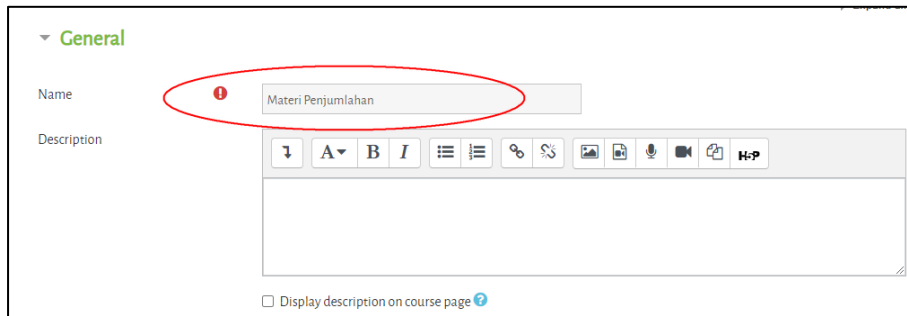 General
Name
Materi Penjumlahan
Description
A B I H-P
Display description on course page